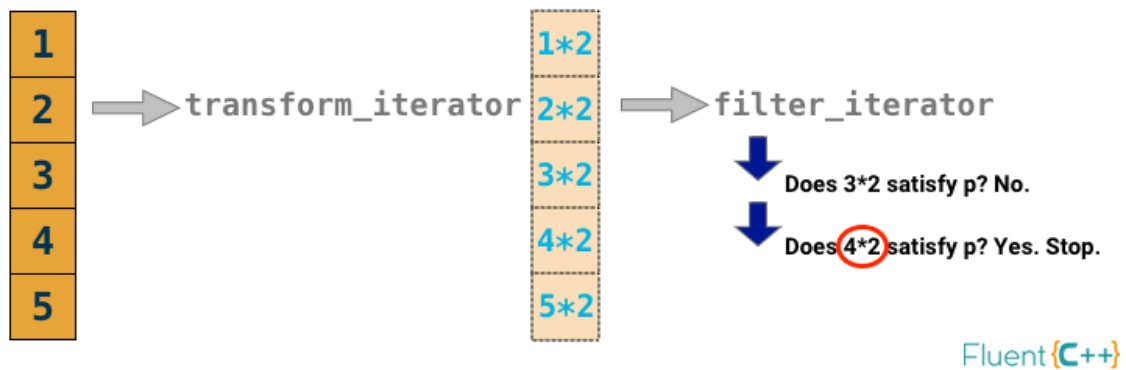 1
2
3
4
5
transform_iterator
1*2
2*2
3*2
4*2
5*2
filter_iterator
Does 3*2 satisfy p? No.
Does 4*2 satisfy p? Yes. Stop.
Fluent {C++}